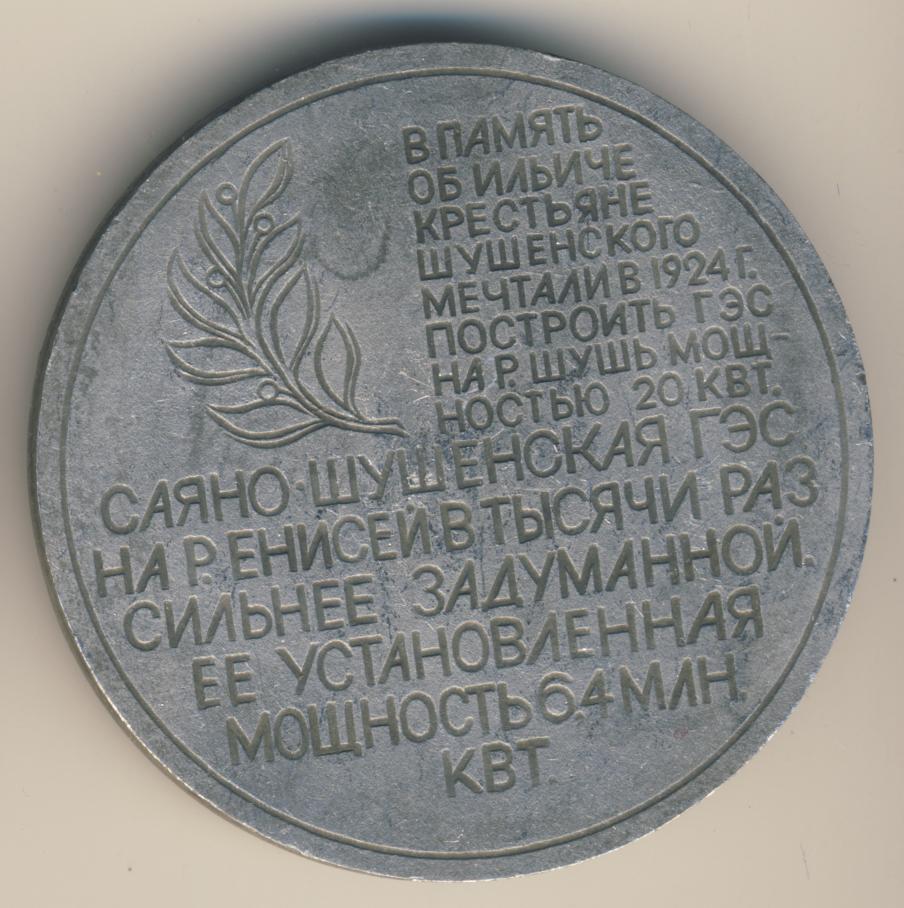 В ПАМЯТЬ
ОБ ИЛЬИЧЕ
КРЕСТЬЯНЕ
ШУШЕНСКОГО
МЕЧТАЛИ В 1924 Г.
ПОСТРОИТЬ ГЭС
НА Р. ШУШЬ МОЩ-
НОСТЬЮ 20 КВТ.
САЯНО-ШУШЕНСКАЯ ГЭС
НА Р. ЕНИСЕЙ В ТЫСЯЧИ РАЗ
СИЛЬНЕЕ ЗАДУМАННОЙ.
ЕЕ УСТАНОВЛЕННАЯ
МОЩНОСТЬ 6,4 МЛН.
КВТ.